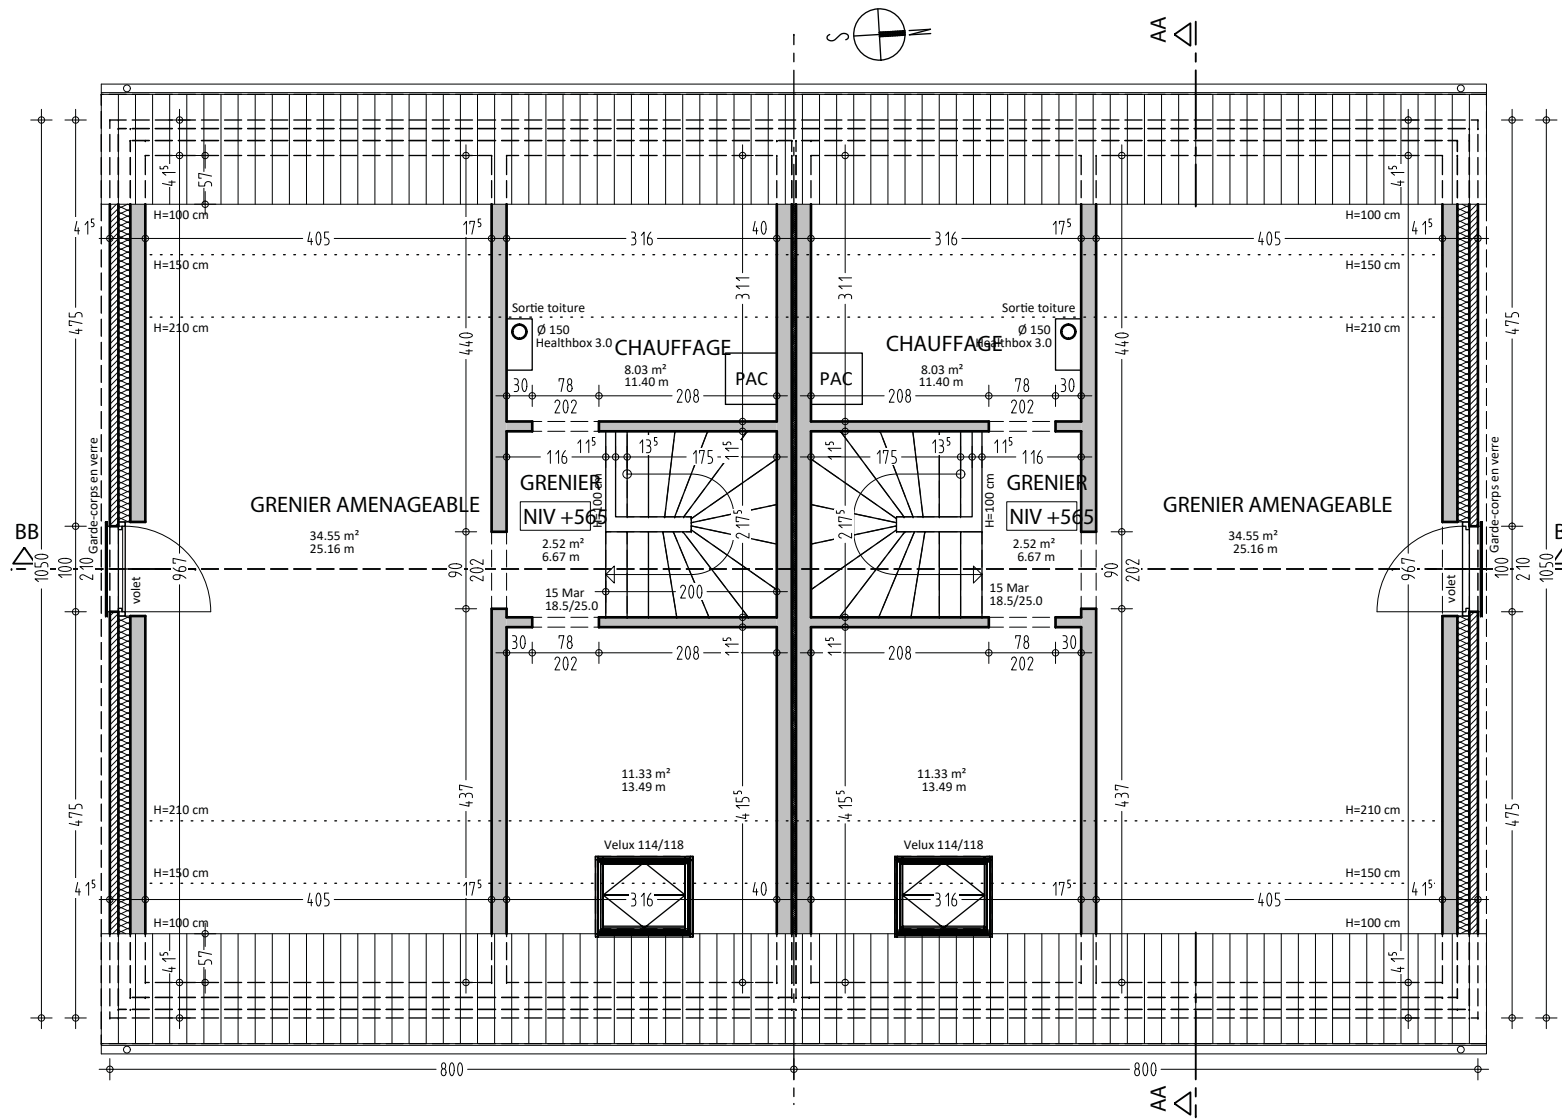 S N
AA
41⁵ 57 41⁵
H=100 cm H=100 cm
41⁵ 405 17⁵ 316 40 316 17⁵ 405 41⁵
H=150 cm H=150 cm
311 311
475 475
Sortie toiture Sortie toiture
H=210 cm H=210 cm
Ø 150 Ø 150
Healthbox 3.0 Healthbox 3.0
440 440
CHAUFFAGE CHAUFFAGE
8.03 m² 8.03 m²
11.40 m 11.40 m
PAC PAC
30 78 208 208 78 30
202 202
11⁵ 11⁵
116 11⁵ 13⁵ 175 175 13⁵ 11⁵ 116
Garde-corps en verre Garde-corps en verre
GRENIER GRENIER
H=100 cm H=100 cm
GRENIER AMENAGEABLE GRENIER AMENAGEABLE
NIV +565 NIV +565
217⁵ 217⁵
34.55 m² 34.55 m²
25.16 m 25.16 m
2.52 m² 2.52 m²
6.67 m 6.67 m
BB B
1050 100 210 967 90 202 90 202 967 100 210 1050
volet volet
15 Mar 15 Mar
18.5/25.0 18.5/25.0
200
11⁵ 11⁵
30 78 208 208 78 30
202 202
11.33 m² 11.33 m²
13.49 m 13.49 m
437 415⁵ 415⁵ 437
475 475
H=210 cm H=210 cm
Velux 114/118 Velux 114/118
H=150 cm H=150 cm
41⁵ 405 17⁵ 316 40 316 17⁵ 405 41⁵
H=100 cm H=100 cm
41⁵ 57 41⁵
800 800
AA